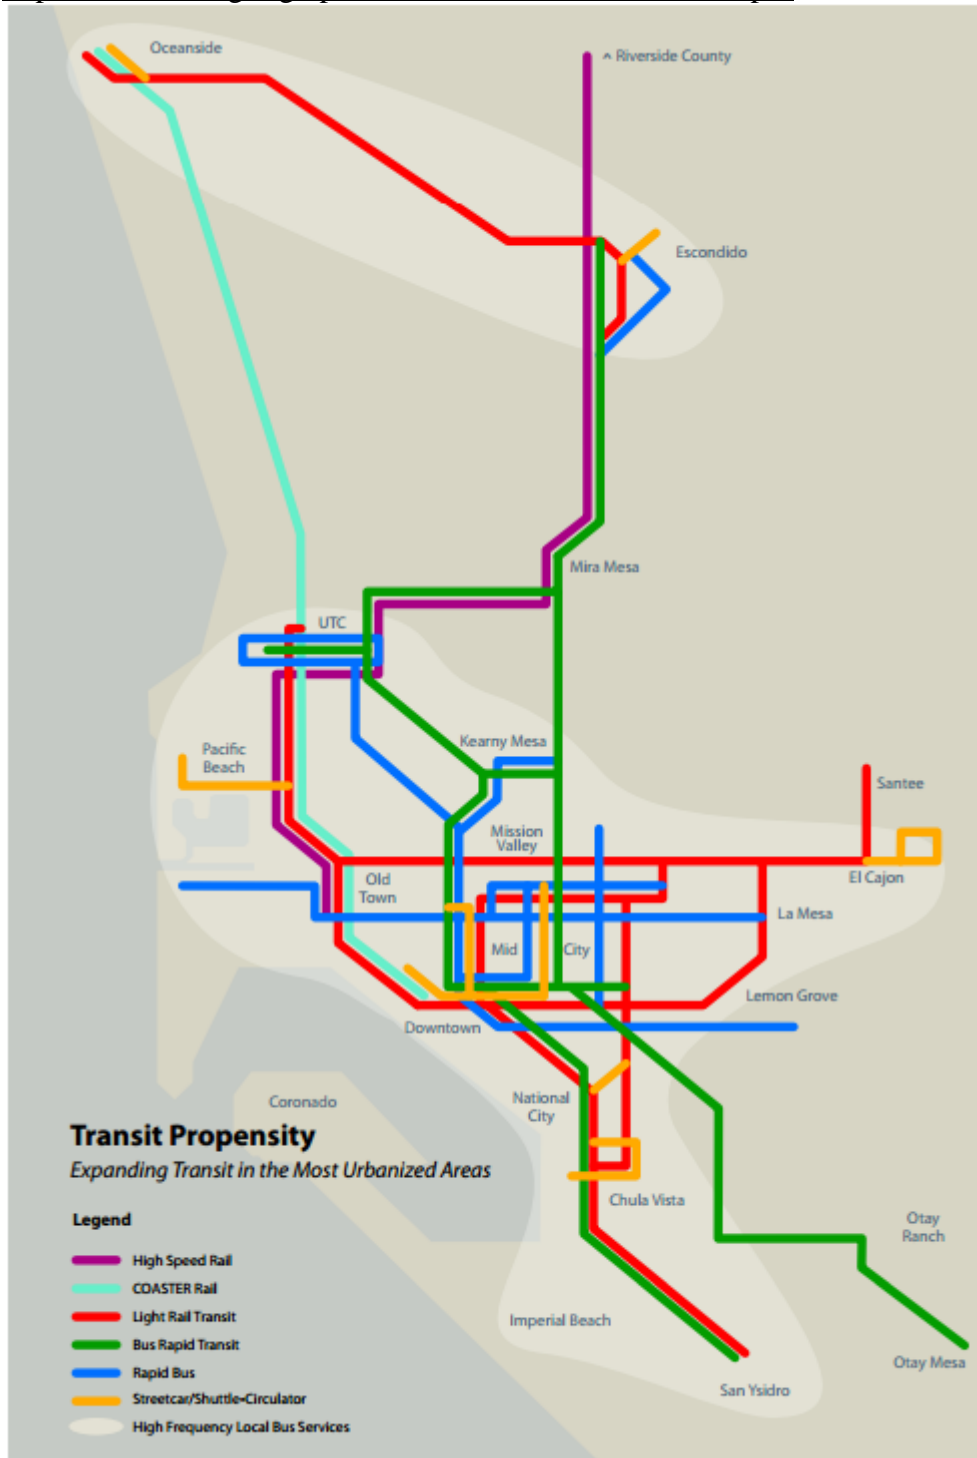 Oceanside
^ Riverside County
Escondido
Mira Mesa
UTC
Kearny Mesa
Pacific
Beach
Santee
Mission
Valley
El Cajon
Old
Town
La Mesa
Mid City
Lemon Grove
Downtown
National
City
Coronado
Transit Propensity
Expanding Transit in the Most Urbanized Areas
Chula Vista
Otay
Ranch
Legend
High Speed Rail
COASTER Rail
Light Rail Transit
Imperial Beach
Bus Rapid Transit
Otay Mesa
Rapid Bus
San Ysidro
Streetcar/Shuttle-Circulator
High Frequency Local Bus Services